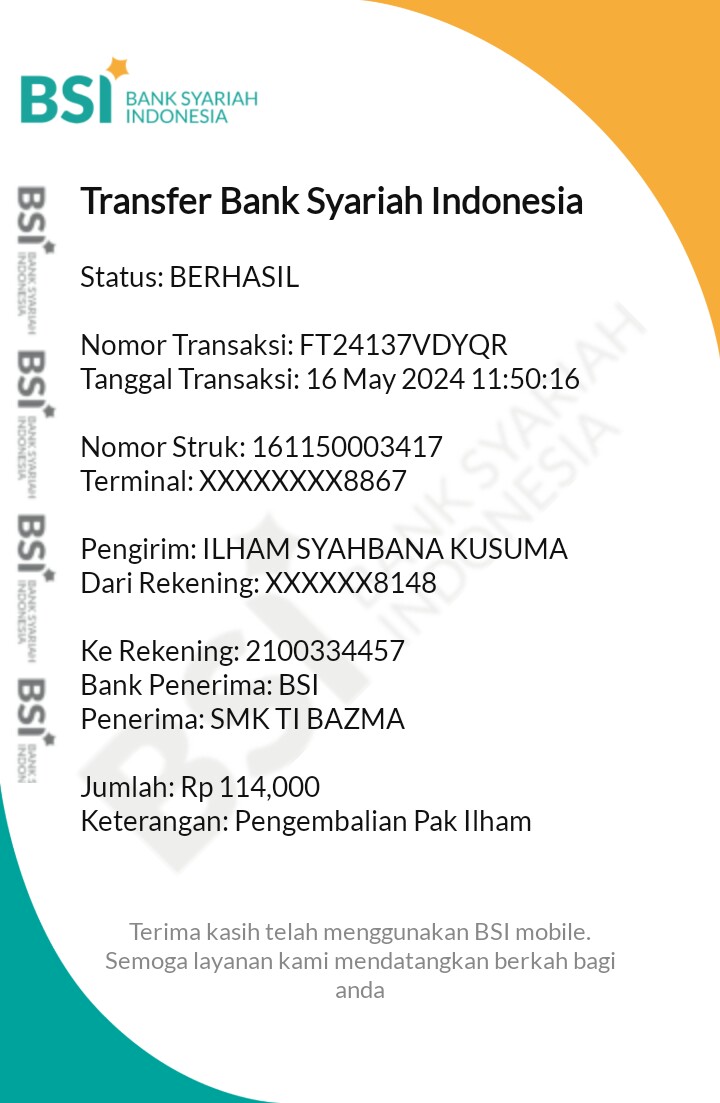 BSI BANK SYARIAH
INDONESIA
Transfer Bank Syariah Indonesia
Status: BERHASIL
Nomor Transaksi: FT24137VDYQR
Tanggal Transaksi: 16 May 2024 11:50:16
Nomor Struk: 161150003417
Terminal: XXXXXXXX8867
Pengirim: ILHAM SYAHBANA KUSUMA
Dari Rekening: XXXXXX8148
Ke Rekening: 2100334457
Bank Penerima: BSI
Penerima: SMK TI BAZMA
Jumlah: Rp 114,000
Keterangan: Pengembalian Pak Ilham
Terima kasih telah menggunakan BSI mobile.
Semoga layanan kami mendatangkan berkah bagi
anda
BSI BANK SYARIAH
INDONESIA
BSI BANK SYARIAH
INDONESIA
BSI BANK SYARIAH
INDONESIA
BSI BANK S
INDON
BSI BANK SYARIAH
INDONESIA